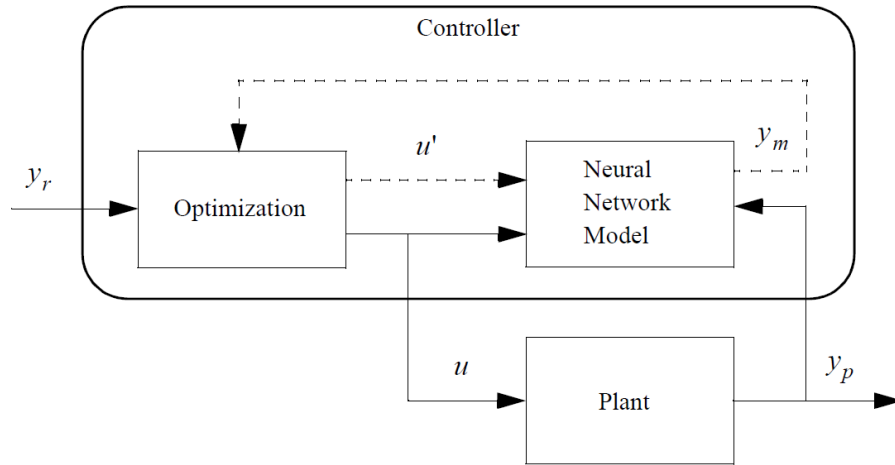 Controller
u'
y_m
y_r
Optimization
Neural
Network
Model
u
Plant
y_p